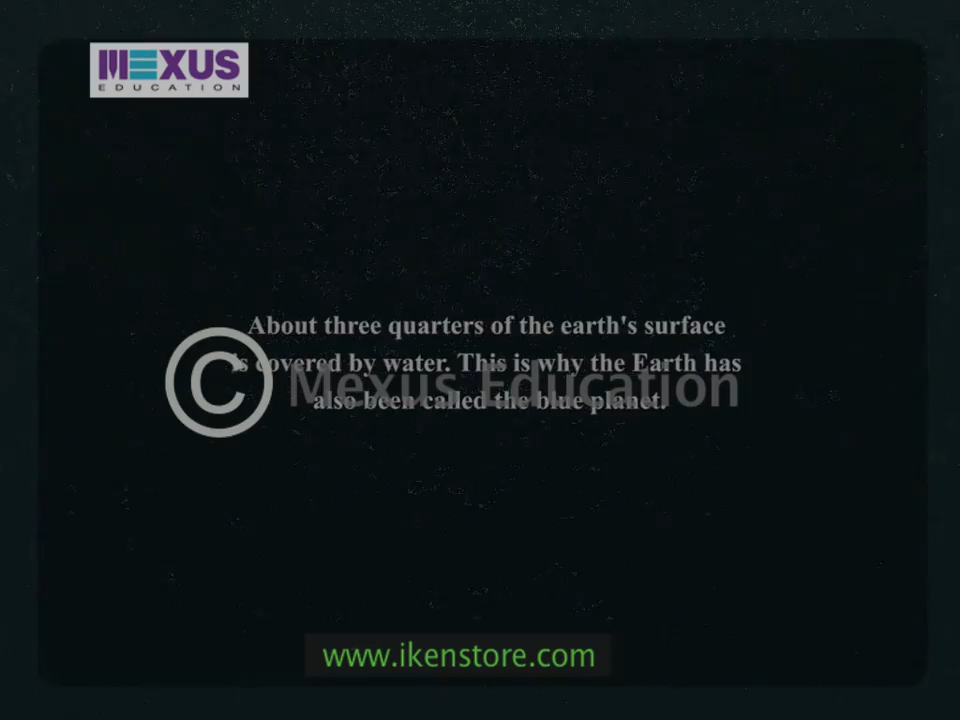 MEXUS
EDUCATION
About three quarters of the earth's surface
is covered by water. This is why the Earth has
also been called the blue planet.
© Mexus Education
www.ikenstore.com